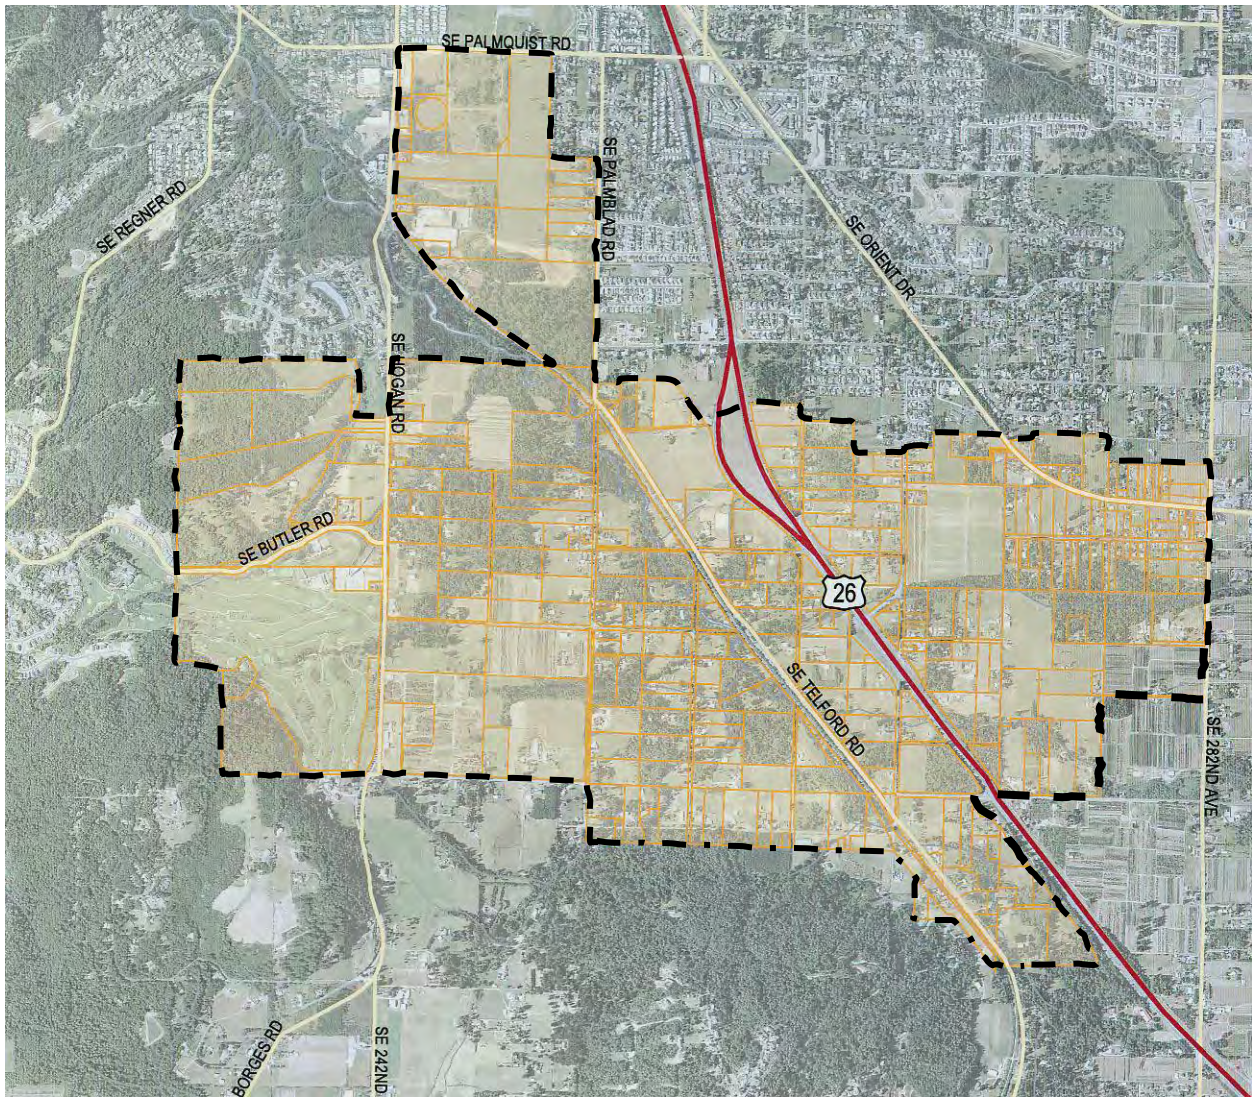 SE PALMQUIST RD
SE PALMBLAD RD
SE REGNER RD
SE ORIENT DR
SE HOGAN RD
SE BUTLER RD
26
SE TELFORD RD
SE 282ND AVE
BORGES RD
SE 242ND